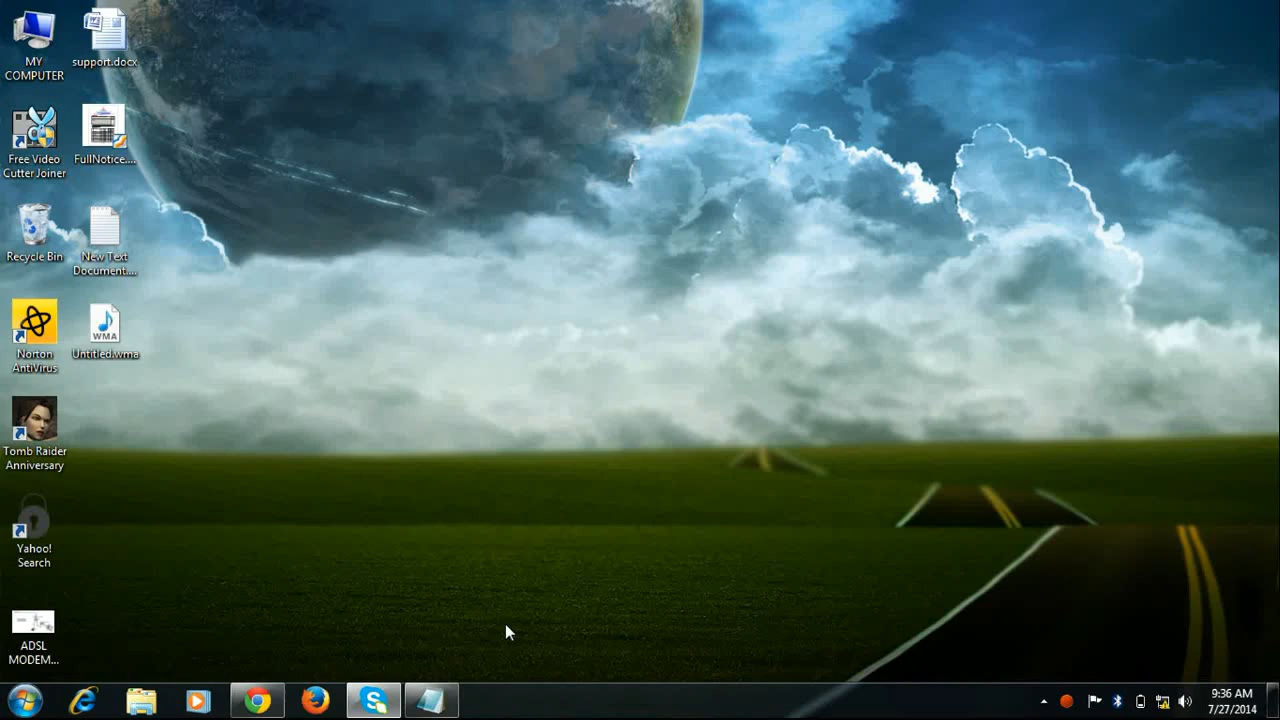 MY
COMPUTER
support.docx
Free Video
Cutter Joiner
FullNotice....
Recycle Bin
New Text
Document....
Norton
AntiVirus
WMA
Untitled.wma
Tomb Raider
Anniversary
Yahoo!
Search
ADSL
MODEM...
9:36 AM
7/27/2014